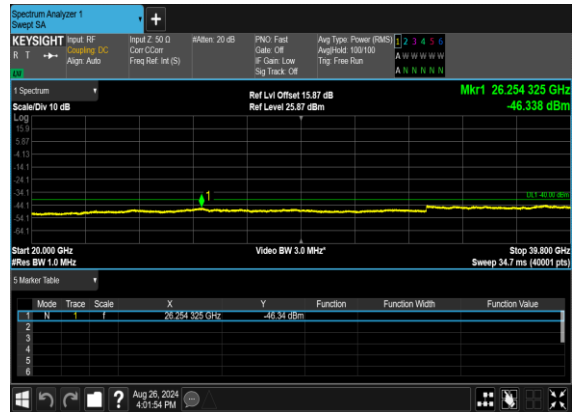 Spectrum Analyzer 1
Swept SA
+
KEYSIGHT Input: RF Input Z: 50 Ω #Atten: 20 dB PNO: Fast Avg Type: Power (RMS) 1 2 3 4 5 6
R T Coupling: DC Corr CCorr Gate: Off Avg|Hold: 100/100 A W W W W W
Align: Auto Freq Ref: Int (S) IF Gain: Low Trig: Free Run
Sig Track: Off A N N N N N
LV
1 Spectrum Ref Lvl Offset 15.87 dB Mkr1 26.254 325 GHz
Scale/Div 10 dB Ref Level 25.87 dBm -46.338 dBm
Log
15.9
5.87
-4.13
-14.1
-24.1
-34.1
DL1 -40.00 dBm
1
-44.1
-54.1
-64.1
Start 20.000 GHz Video BW 3.0 MHz* Stop 39.800 GHz
#Res BW 1.0 MHz Sweep 34.7 ms (40001 pts)
5 Marker Table
Mode Trace Scale X Y Function Function Width Function Value
1 N 1 f 26.254 325 GHz -46.34 dBm
2
3
4
5
6
? Aug 26, 2024
4:01:54 PM